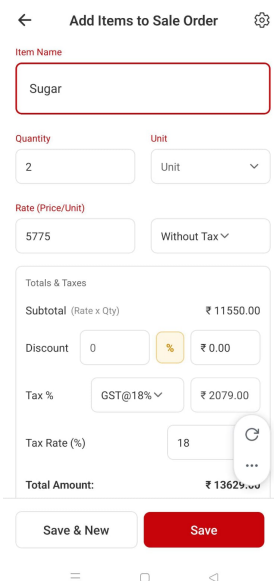 Add Items to Sale Order
Item Name
Sugar
Quantity
Unit
2
Unit
Rate (Price/Unit)
5775
Without Tax
Totals & Taxes
Subtotal (Rate x Qty) ₹ 11550.00
Discount 0 % ₹ 0.00
Tax % GST@18% ₹ 2079.00
Tax Rate (%) 18
Total Amount: ₹ 13629.00
Save & New
Save